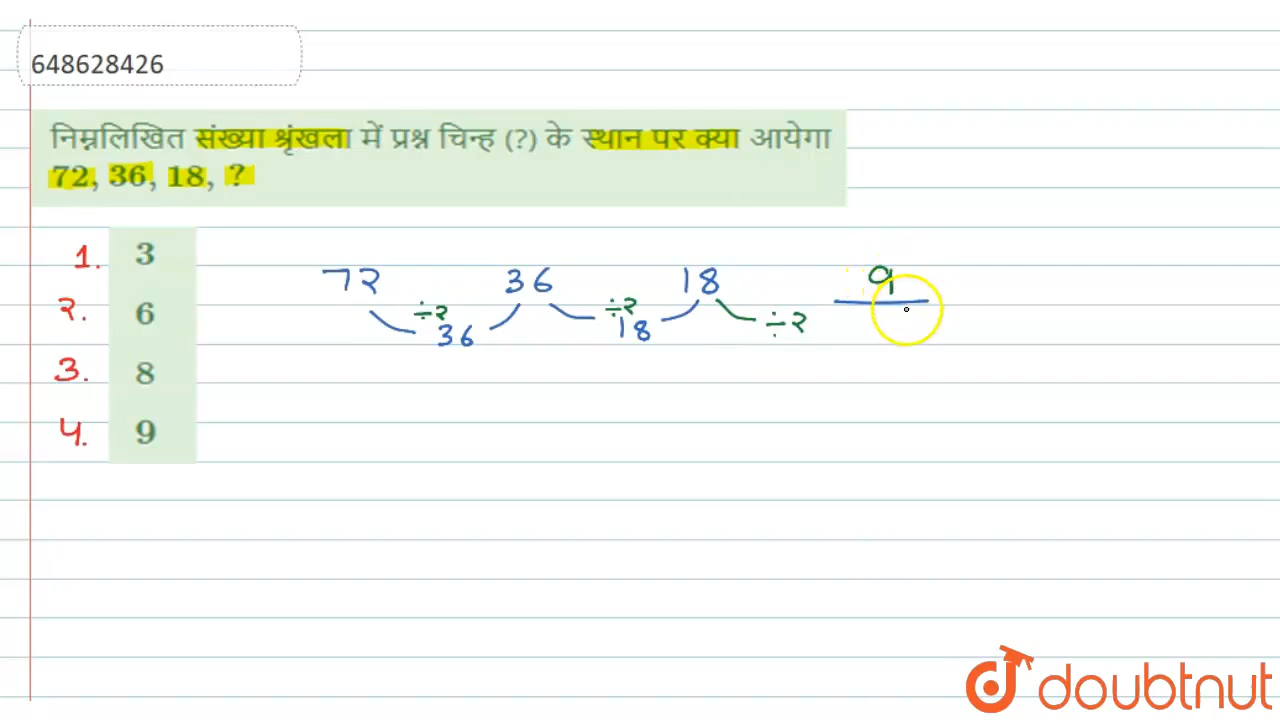 648628426
निम्नलिखित संख्या श्रृंखला में प्रश्न चिन्ह (?) के स्थान पर क्या आयेगा
72, 36, 18, ?
1. 3
2. 6
3. 8
4. 9
72 36 18 9
÷2 ÷2 ÷2
36 18
doubtnut